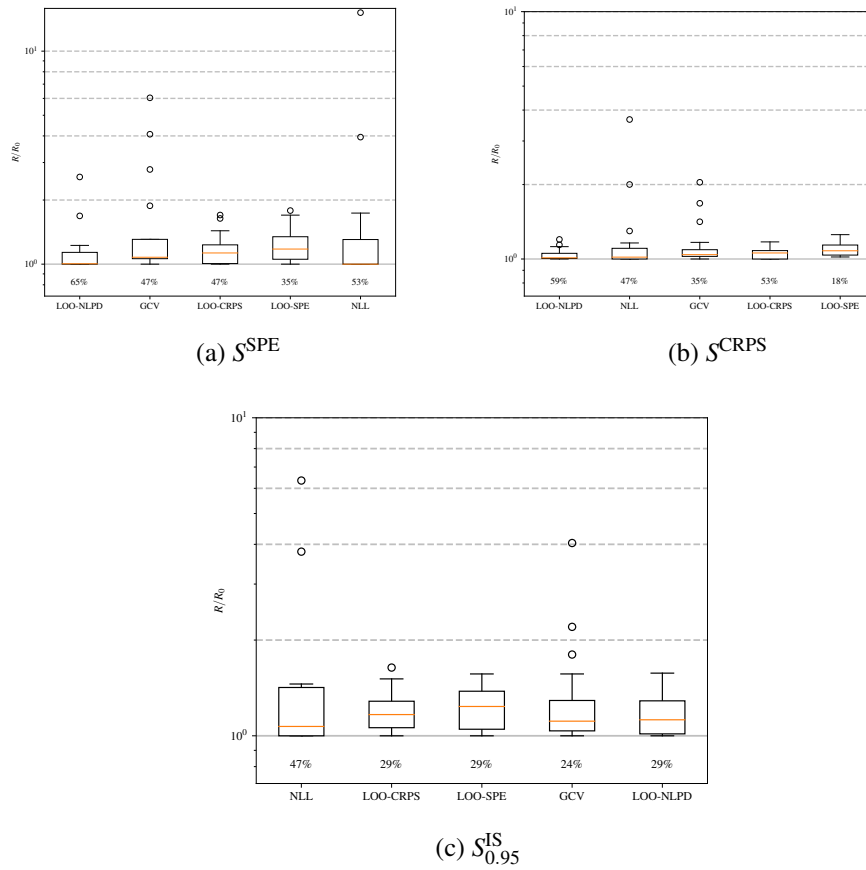 10¹
R/R₀
10⁰
65% 47% 47% 35% 53%
LOO-NLPD GCV LOO-CRPS LOO-SPE NLL
(a) S^SPE
10¹
R/R₀
10⁰
59% 47% 35% 53% 18%
LOO-NLPD NLL GCV LOO-CRPS LOO-SPE
(b) S^CRPS
10¹
R/R₀
10⁰
47% 29% 29% 24% 29%
NLL LOO-CRPS LOO-SPE GCV LOO-NLPD
(c) S^IS_0.95